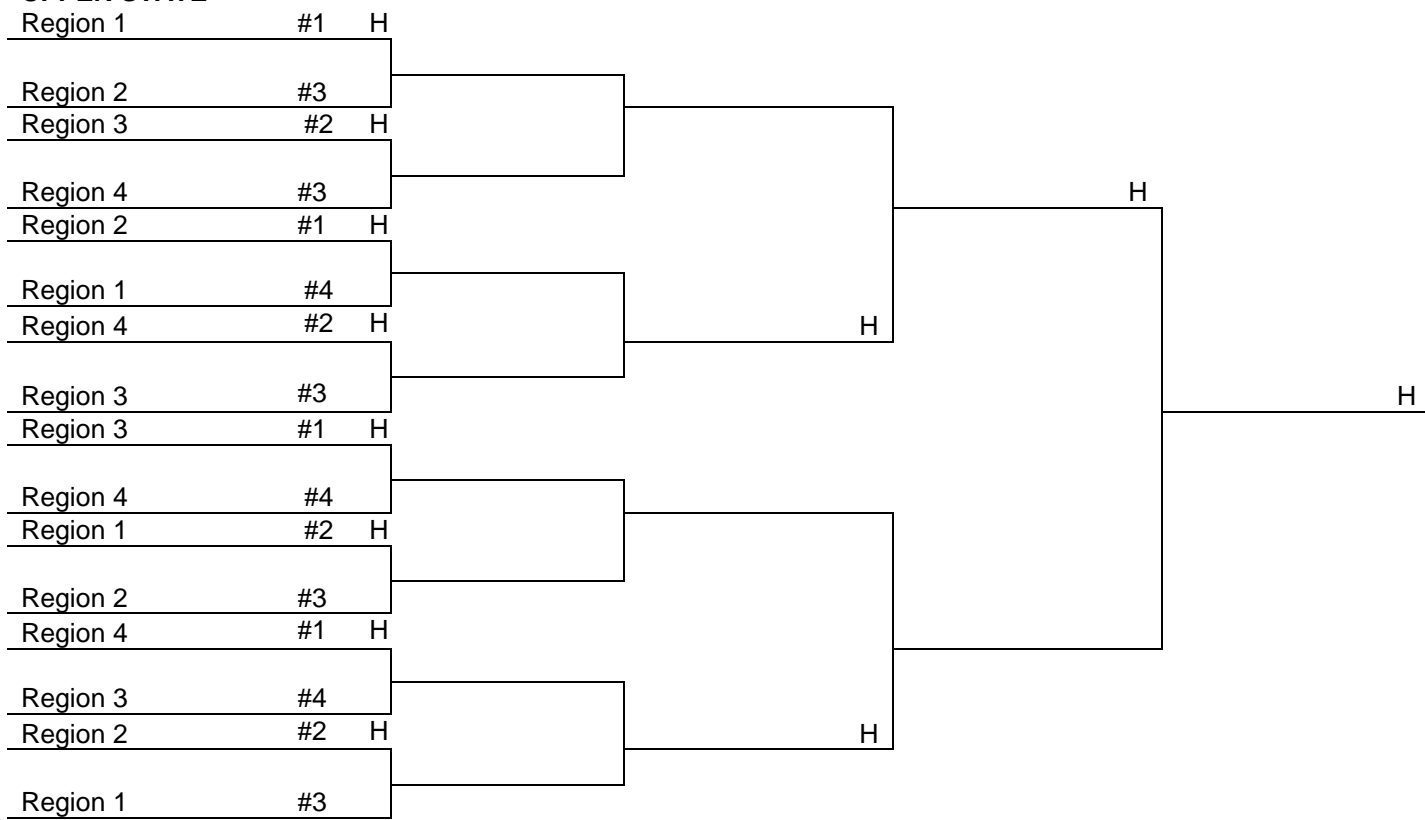 Region 1 #1 H
Region 2 #3
Region 3 #2 H
Region 4 #3 H
Region 2 #1 H
Region 1 #4
Region 4 #2 H H
Region 3 #3 H
Region 3 #1 H
Region 4 #4
Region 1 #2 H
Region 2 #3
Region 4 #1 H
Region 3 #4
Region 2 #2 H H
Region 1 #3